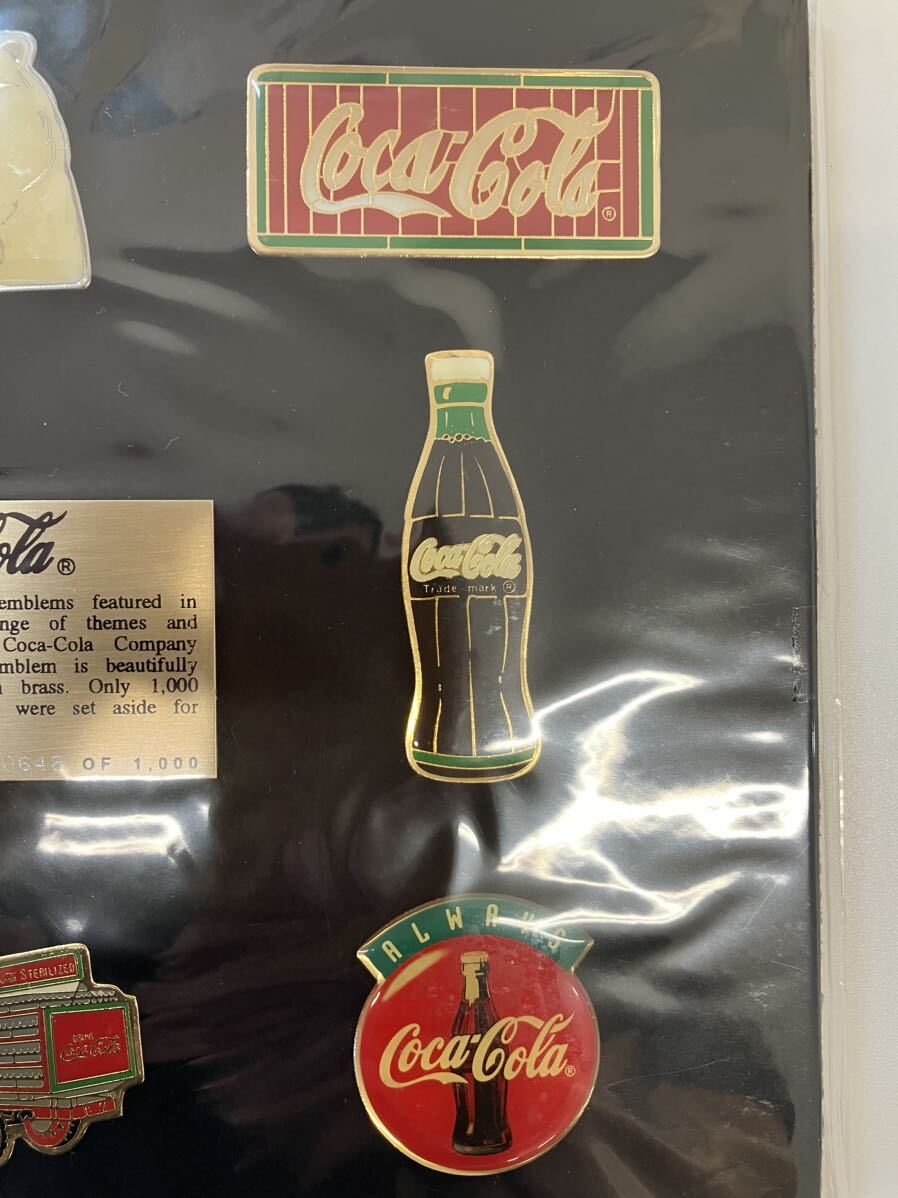 Coca-Cola ®
Coca-Cola
Trade-mark ®
ola ®
emblems featured in
nge of themes and
Coca-Cola Company
mblem is beautifully
brass. Only 1,000
were set aside for
OF 1,000
STERILIZED
DRINK
Coca-Cola
ALWAYS
Coca-Cola ®